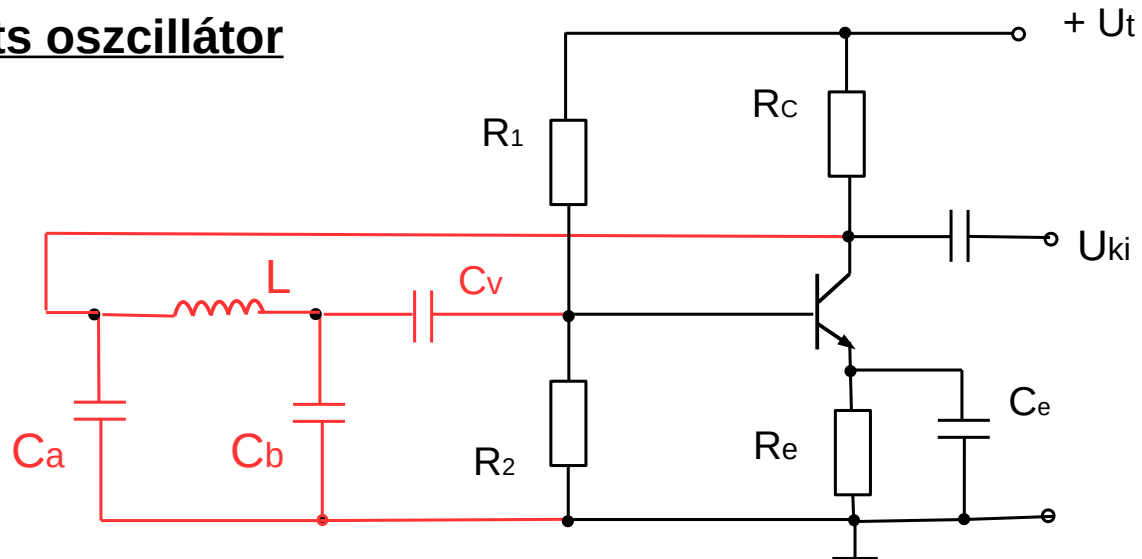 ts oszcillátor
+ Ut
RC
R1
L
Cv
Uki
Ce
Ca
Cb
R2
Re